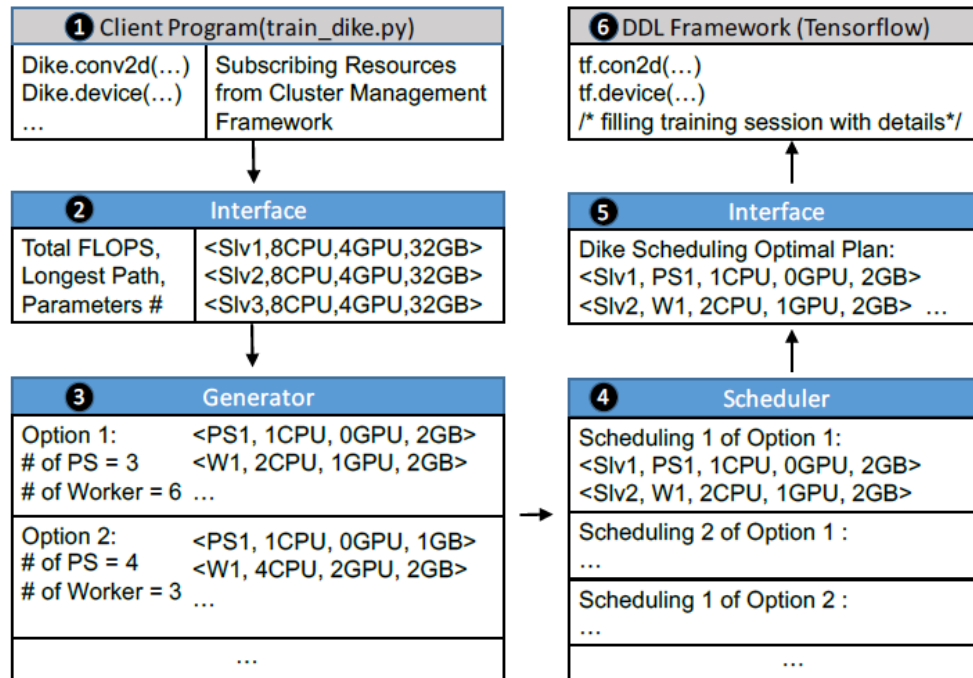 1 Client Program(train_dike.py)
Dike.conv2d(…)
Dike.device(…)
…
Subscribing Resources
from Cluster Management
Framework
2 Interface
Total FLOPS,
Longest Path,
Parameters #
<Slv1,8CPU,4GPU,32GB>
<Slv2,8CPU,4GPU,32GB>
<Slv3,8CPU,4GPU,32GB>
3 Generator
Option 1:
# of PS = 3
# of Worker = 6
<PS1, 1CPU, 0GPU, 2GB>
<W1, 2CPU, 1GPU, 2GB>
…
Option 2:
# of PS = 4
# of Worker = 3
<PS1, 1CPU, 0GPU, 1GB>
<W1, 4CPU, 2GPU, 2GB>
…
…
4 Scheduler
Scheduling 1 of Option 1:
<Slv1, PS1, 1CPU, 0GPU, 2GB>
<Slv2, W1, 2CPU, 1GPU, 2GB>
Scheduling 2 of Option 1 :
…
Scheduling 1 of Option 2 :
…
…
5 Interface
Dike Scheduling Optimal Plan:
<Slv1, PS1, 1CPU, 0GPU, 2GB>
<Slv2, W1, 2CPU, 1GPU, 2GB> …
6 DDL Framework (Tensorflow)
tf.con2d(…)
tf.device(…)
/* filling training session with details*/